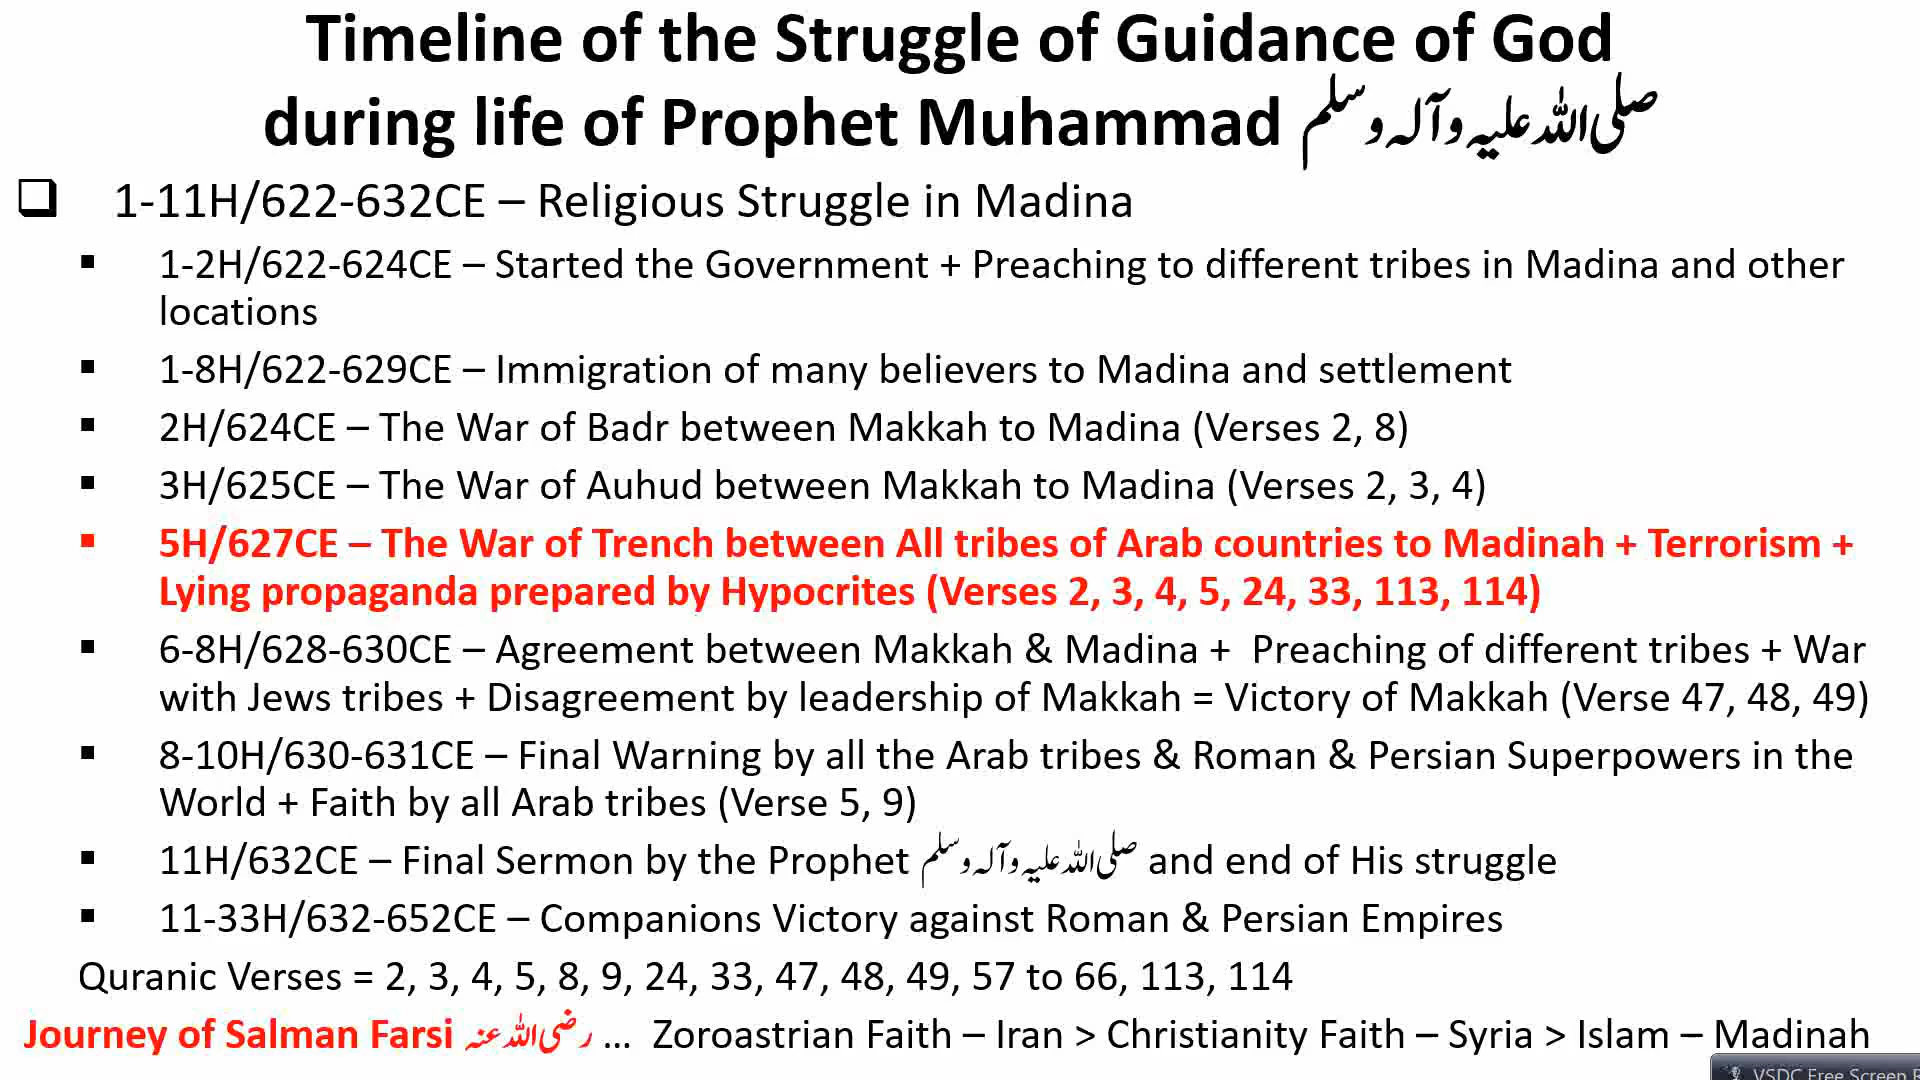 Timeline of the Struggle of Guidance of God
during life of Prophet Muhammad صلی اللہ علیہ وآلہ وسلم
❑ 1-11H/622-632CE – Religious Struggle in Madina
▪ 1-2H/622-624CE – Started the Government + Preaching to different tribes in Madina and other
locations
▪ 1-8H/622-629CE – Immigration of many believers to Madina and settlement
▪ 2H/624CE – The War of Badr between Makkah to Madina (Verses 2, 8)
▪ 3H/625CE – The War of Auhud between Makkah to Madina (Verses 2, 3, 4)
▪ 5H/627CE – The War of Trench between All tribes of Arab countries to Madinah + Terrorism +
Lying propaganda prepared by Hypocrites (Verses 2, 3, 4, 5, 24, 33, 113, 114)
▪ 6-8H/628-630CE – Agreement between Makkah & Madina + Preaching of different tribes + War
with Jews tribes + Disagreement by leadership of Makkah = Victory of Makkah (Verse 47, 48, 49)
▪ 8-10H/630-631CE – Final Warning by all the Arab tribes & Roman & Persian Superpowers in the
World + Faith by all Arab tribes (Verse 5, 9)
▪ 11H/632CE – Final Sermon by the Prophet صلی اللہ علیہ وآلہ وسلم and end of His struggle
▪ 11-33H/632-652CE – Companions Victory against Roman & Persian Empires
Quranic Verses = 2, 3, 4, 5, 8, 9, 24, 33, 47, 48, 49, 57 to 66, 113, 114
Journey of Salman Farsi رضی اللہ عنہ ... Zoroastrian Faith – Iran > Christianity Faith – Syria > Islam – Madinah
VSDC Free Screen